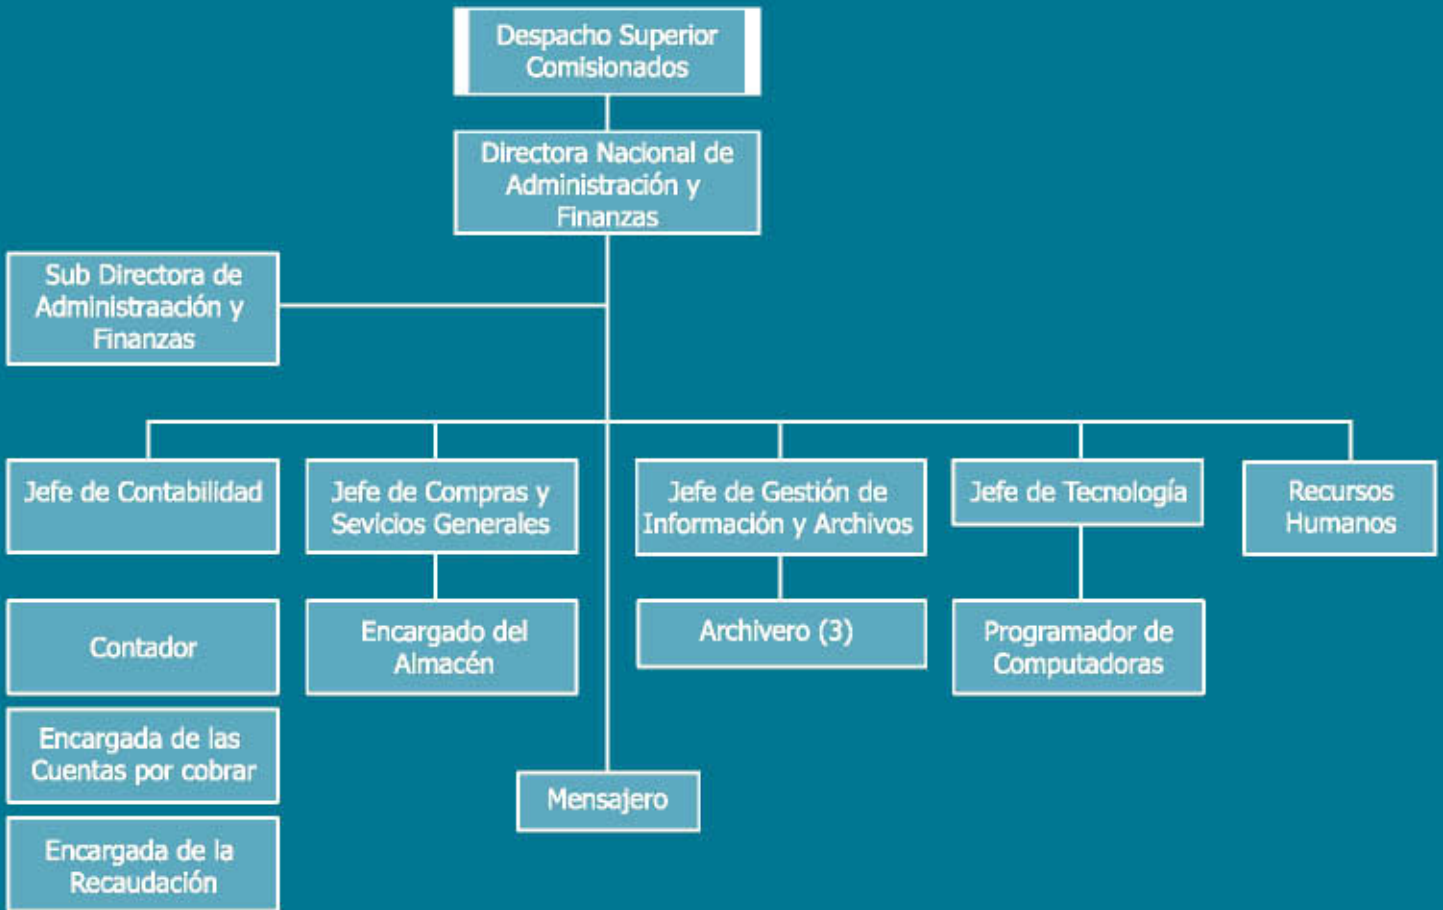 Despacho Superior
Comisionados
Directora Nacional de
Administración y
Finanzas
Sub Directora de
Administraación y
Finanzas
Jefe de Contabilidad
Jefe de Compras y
Sevicios Generales
Jefe de Gestión de
Información y Archivos
Jefe de Tecnología
Recursos
Humanos
Contador
Encargado del
Almacén
Archivero (3)
Programador de
Computadoras
Encargada de las
Cuentas por cobrar
Mensajero
Encargada de la
Recaudación